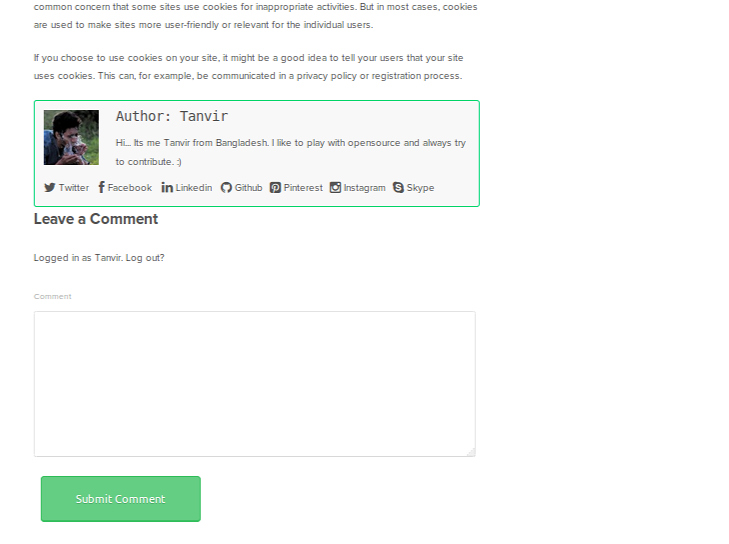 common concern that some sites use cookies for inappropriate activities. But in most cases, cookies
are used to make sites more user-friendly or relevant for the individual users.
If you choose to use cookies on your site, it might be a good idea to tell your users that your site
uses cookies. This can, for example, be communicated in a privacy policy or registration process.
Author: Tanvir
Hi... Its me Tanvir from Bangladesh. I like to play with opensource and always try
to contribute. :)
Twitter Facebook Linkedin Github Pinterest Instagram Skype
Leave a Comment
Logged in as Tanvir. Log out?
Comment
Submit Comment